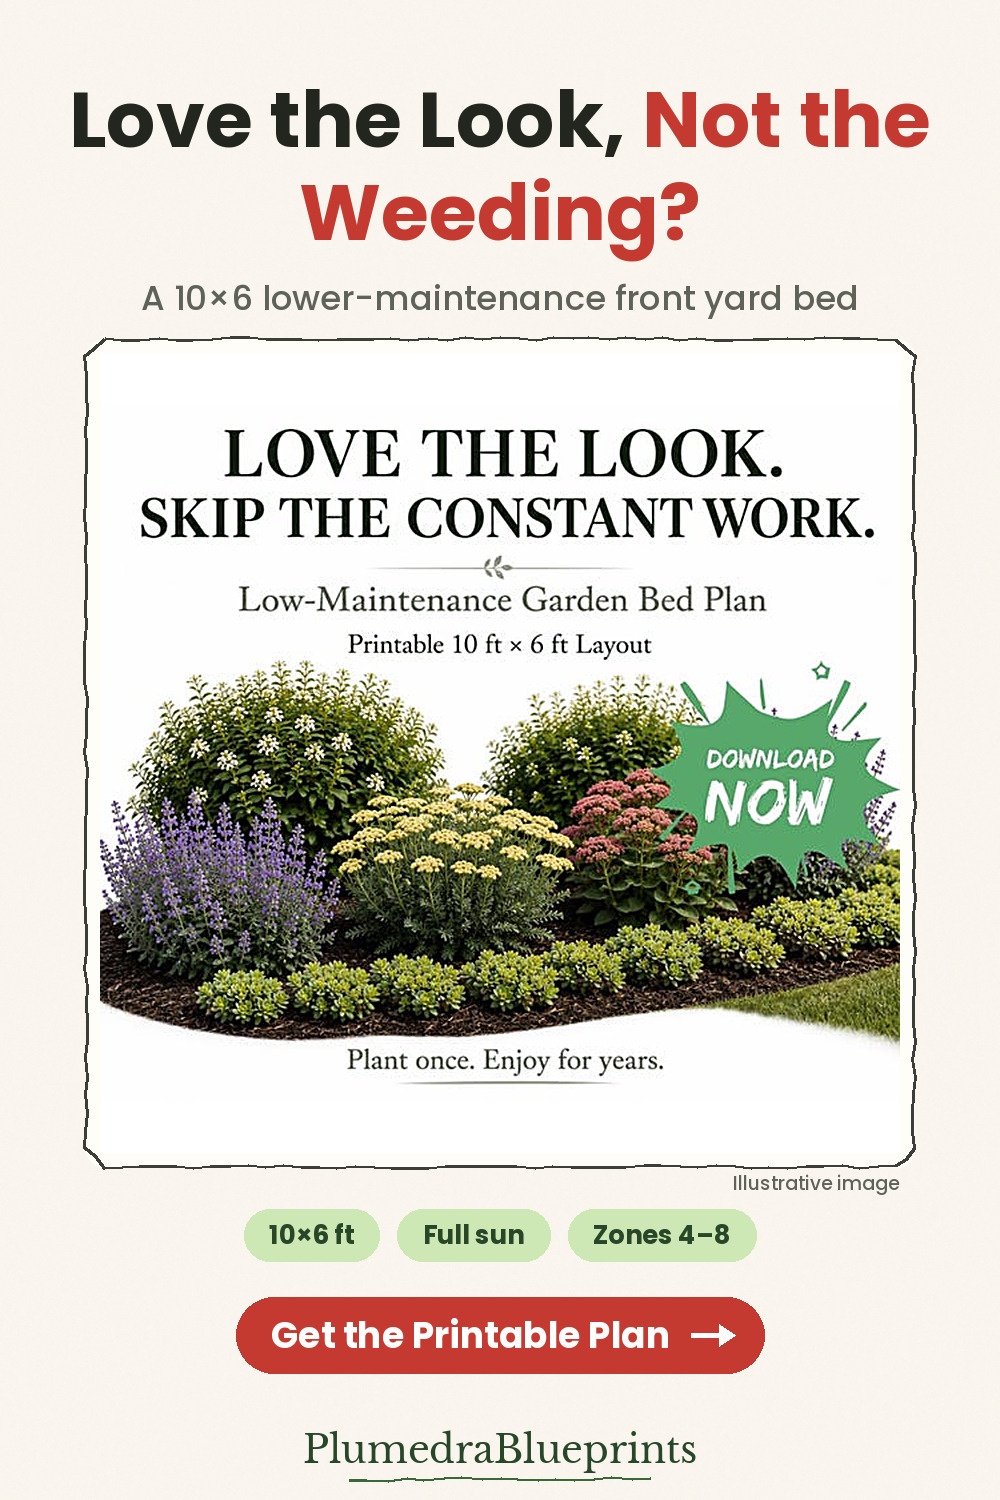 Love the Look, Not the
Weeding?
A 10×6 lower-maintenance front yard bed
LOVE THE LOOK.
SKIP THE CONSTANT WORK.
Low-Maintenance Garden Bed Plan
Printable 10 ft × 6 ft Layout
DOWNLOAD
NOW
Plant once. Enjoy for years.
Illustrative image
10×6 ft
Full sun
Zones 4–8
Get the Printable Plan →
PlumedraBlueprints